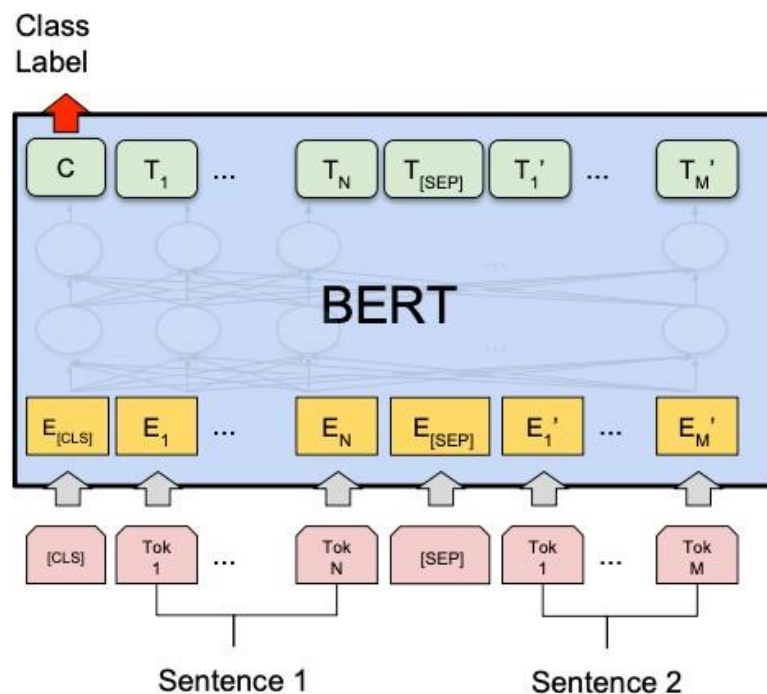 Class
Label
C T1 ... TN T[SEP] T1' ... TM'
...
BERT
...
E[CLS] E1 ... EN E[SEP] E1' ... EM'
[CLS] Tok 1 ... Tok N [SEP] Tok 1 ... Tok M
Sentence 1 Sentence 2